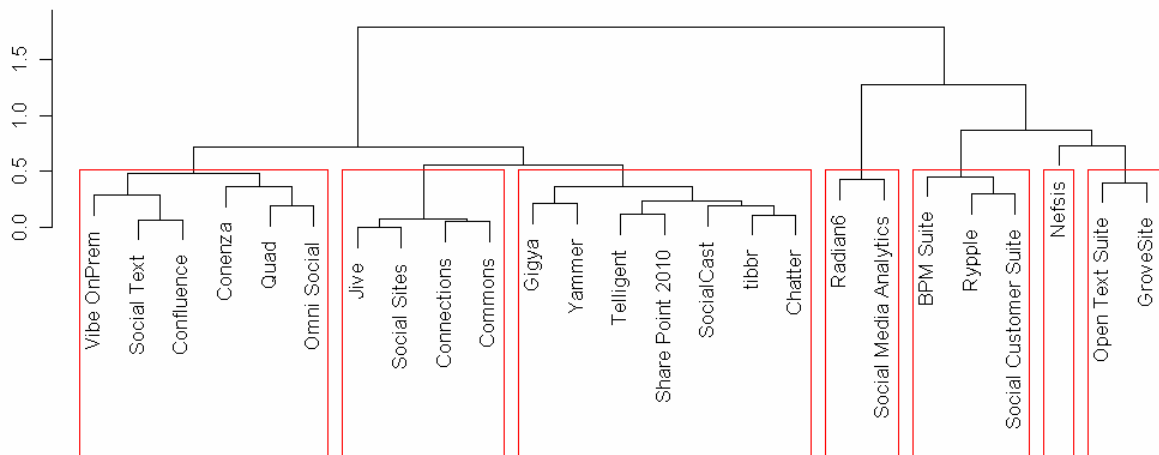 1.5
1.0
0.5
0.0
Vibe OnPrem
Social Text
Confluence
Conenza
Quad
Omni Social
Jive
Social Sites
Connections
Commons
Gigya
Yammer
Telligent
Share Point 2010
SocialCast
tibbr
Chatter
Radian6
Social Media Analytics
BPM Suite
Rypple
Social Customer Suite
Nefsis
Open Text Suite
GroveSite